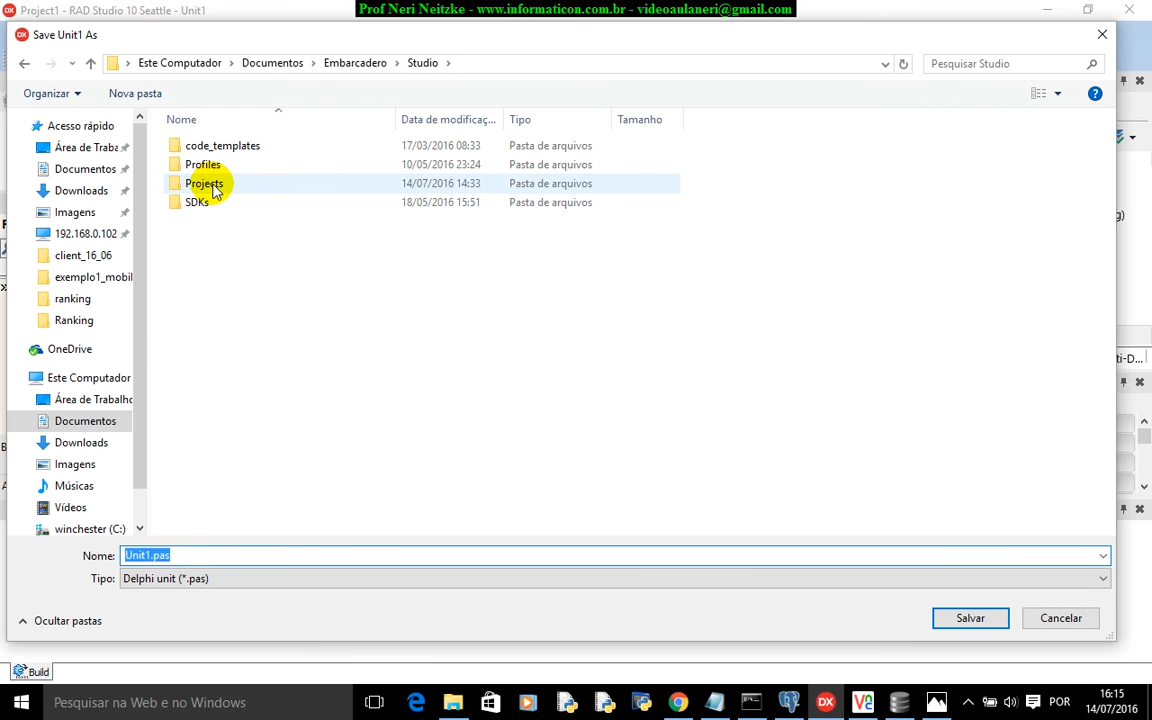 Project1 - RAD Studio 10 Seattle - Unit1
Prof Neri Neitzke - www.informaticon.com.br - videoaulaneri@gmail.com
Save Unit1 As
Este Computador
Documentos
Embarcadero
Studio
Pesquisar Studio
Organizar
Nova pasta
Nome
Data de modificaç...
Tipo
Tamanho
Acesso rápido
Área de Traba
Documentos
Downloads
Imagens
192.168.0.102
client_16_06
exemplo1_mobil
ranking
Ranking
OneDrive
Este Computador
Área de Trabalho
Documentos
Downloads
Imagens
Músicas
Vídeos
winchester (C:)
code_templates 17/03/2016 08:33 Pasta de arquivos
Profiles 10/05/2016 23:24 Pasta de arquivos
Projects 14/07/2016 14:33 Pasta de arquivos
SDKs 18/05/2016 15:51 Pasta de arquivos
g)
ti-D...
Nome: Unit1.pas
Tipo: Delphi unit (*.pas)
Ocultar pastas
Salvar
Cancelar
Build
Pesquisar na Web e no Windows
POR
16:15
14/07/2016